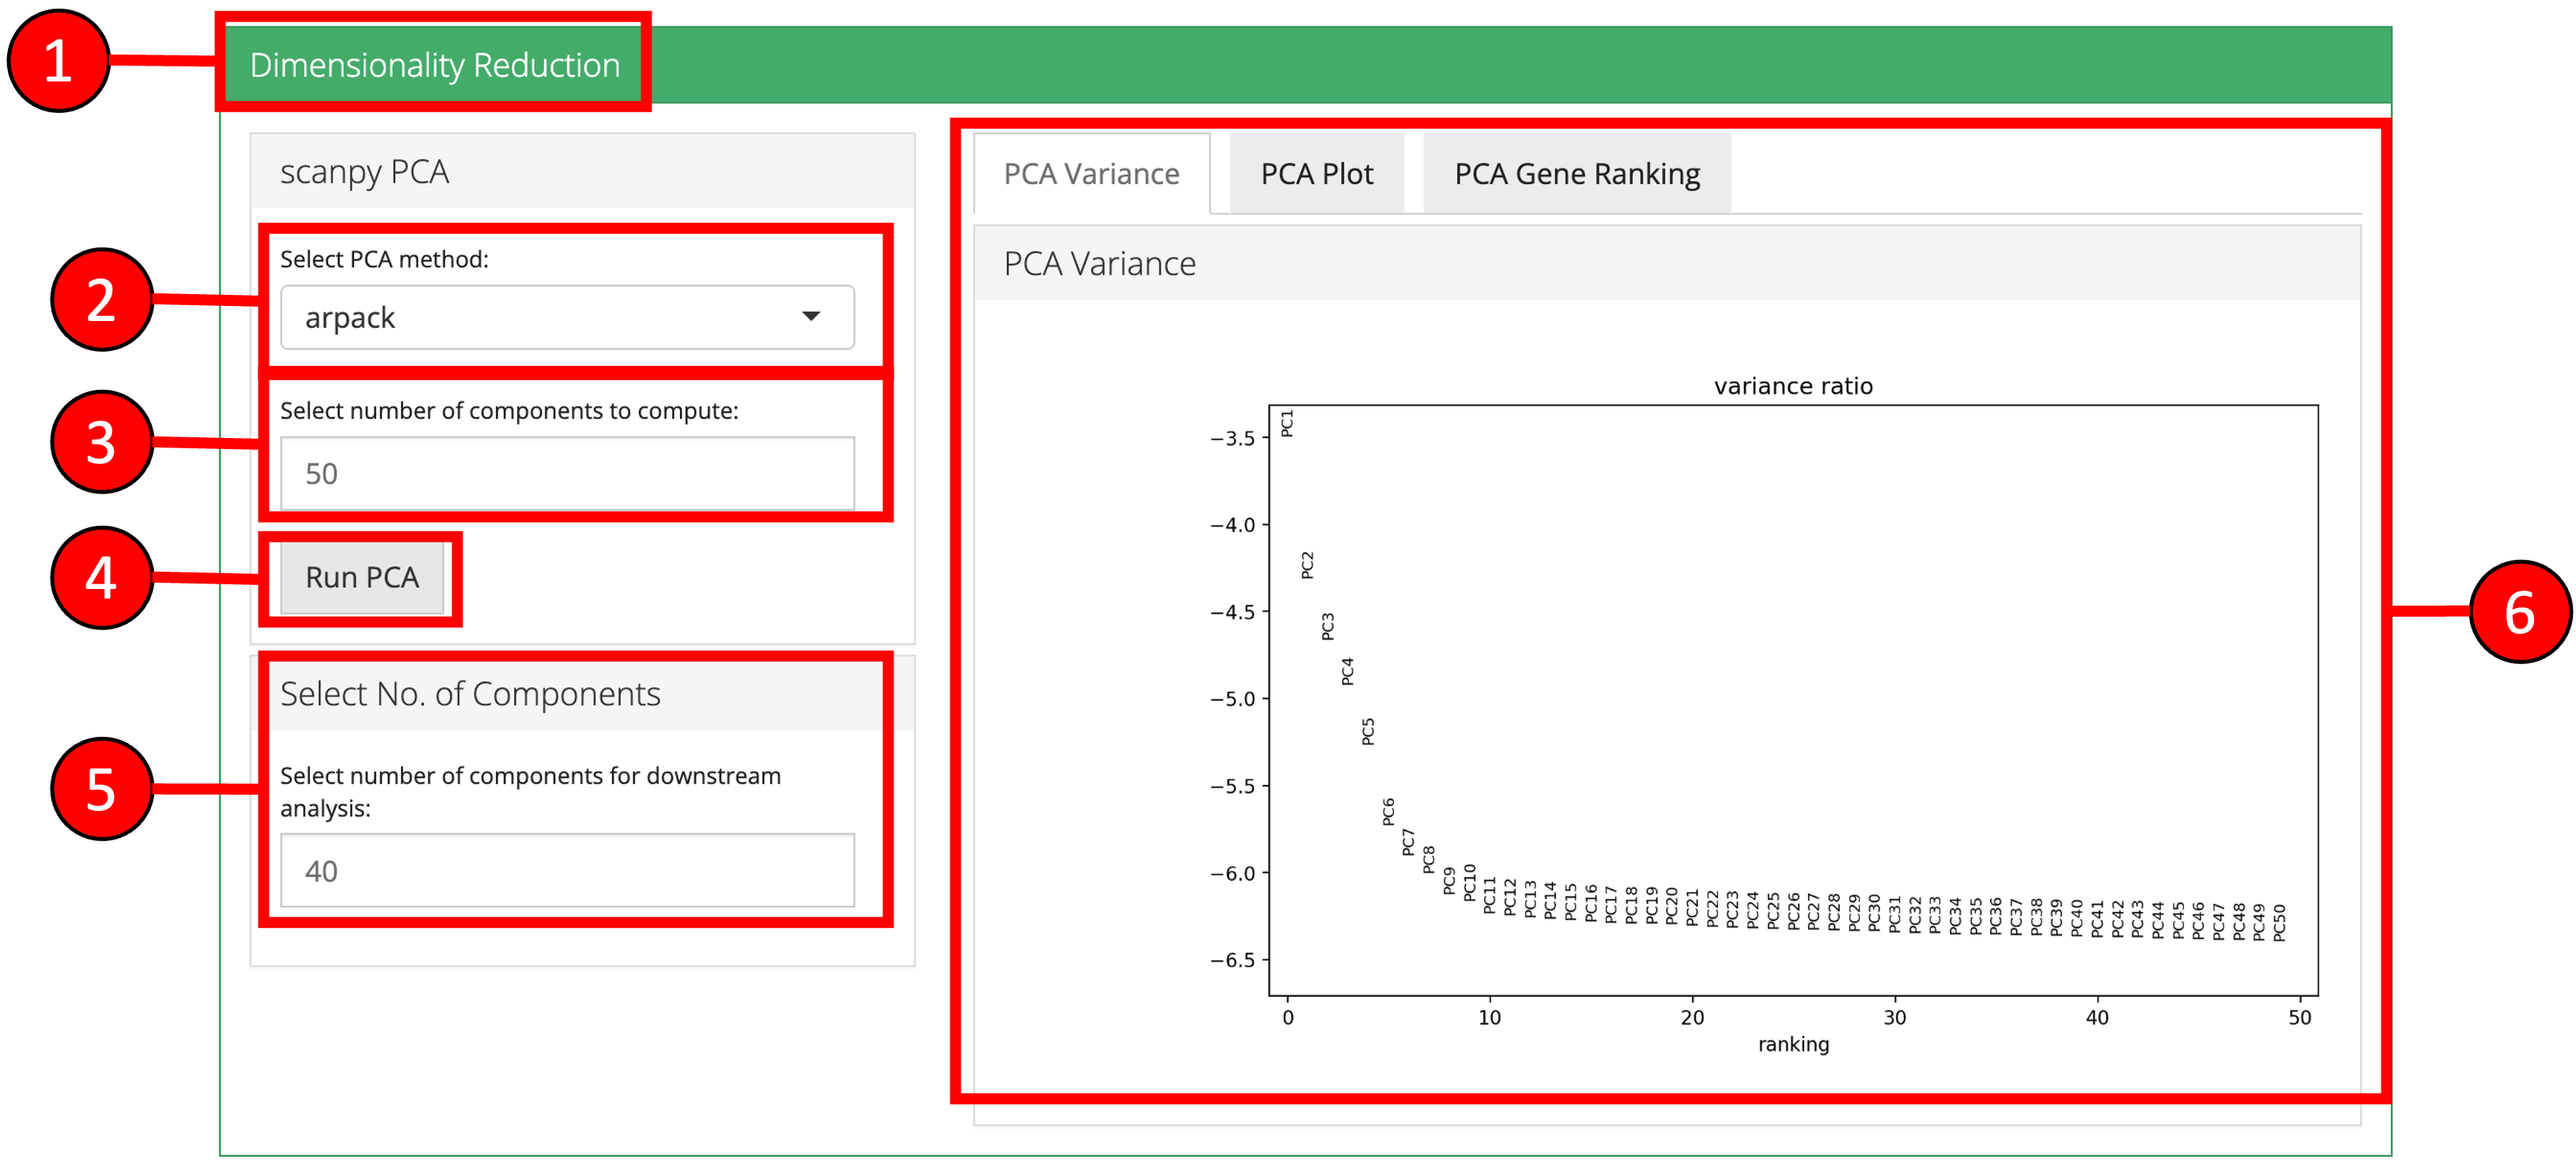 1
Dimensionality Reduction
scanpy PCA
2
Select PCA method:
arpack
3
Select number of components to compute:
50
4
Run PCA
5
Select No. of Components
Select number of components for downstream
analysis:
40
6
PCA Variance PCA Plot PCA Gene Ranking
PCA Variance
variance ratio
−3.5
−4.0
−4.5
−5.0
−5.5
−6.0
−6.5
PC1
PC2
PC3
PC4
PC5
PC6
PC7
PC8
PC9
PC10
PC11
PC12
PC13
PC14
PC15
PC16
PC17
PC18
PC19
PC20
PC21
PC22
PC23
PC24
PC25
PC26
PC27
PC28
PC29
PC30
PC31
PC32
PC33
PC34
PC35
PC36
PC37
PC38
PC39
PC40
PC41
PC42
PC43
PC44
PC45
PC46
PC47
PC48
PC49
PC50
0 10 20 30 40 50
ranking